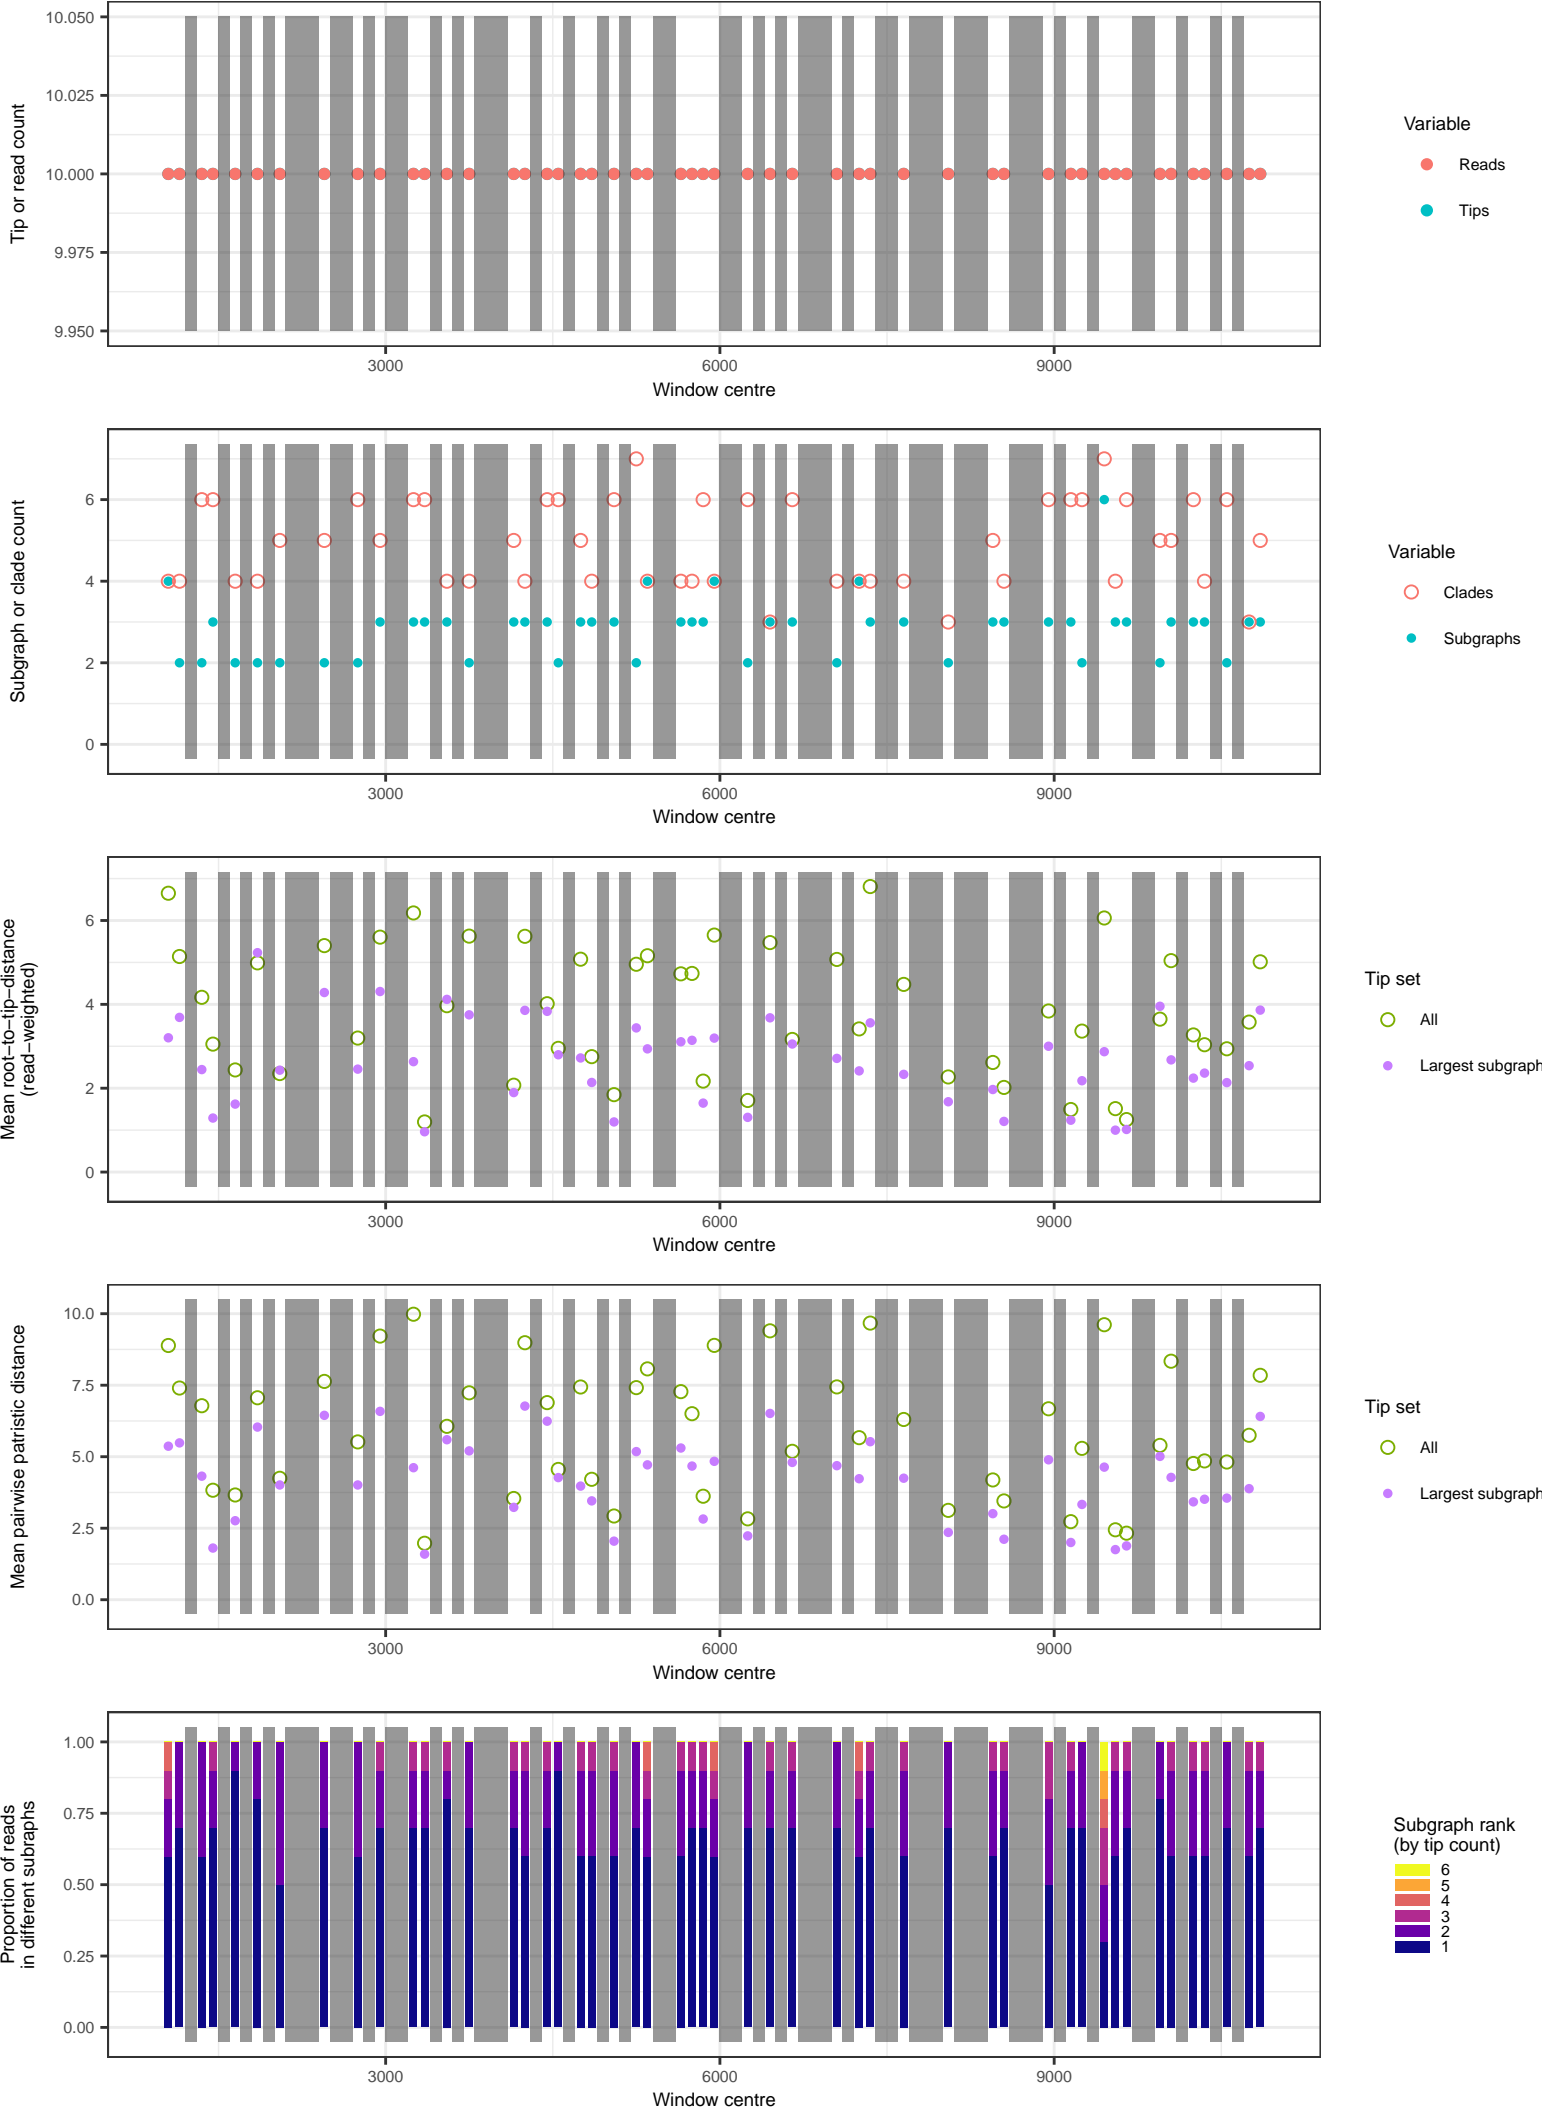 10.050
10.025
10.000
9.975
9.950
Tip or read count
3000
6000
9000
Window centre
Variable
Reads
Tips
6
4
2
0
Subgraph or clade count
3000
6000
9000
Window centre
Variable
Clades
Subgraphs
6
4
2
0
Mean root−to−tip−distance
(read−weighted)
3000
6000
9000
Window centre
Tip set
All
Largest subgraph
10.0
7.5
5.0
2.5
0.0
Mean pairwise patristic distance
3000
6000
9000
Window centre
Tip set
All
Largest subgraph
1.00
0.75
0.50
0.25
0.00
Proportion of reads
in different subraphs
3000
6000
9000
Window centre
Subgraph rank
(by tip count)
6
5
4
3
2
1